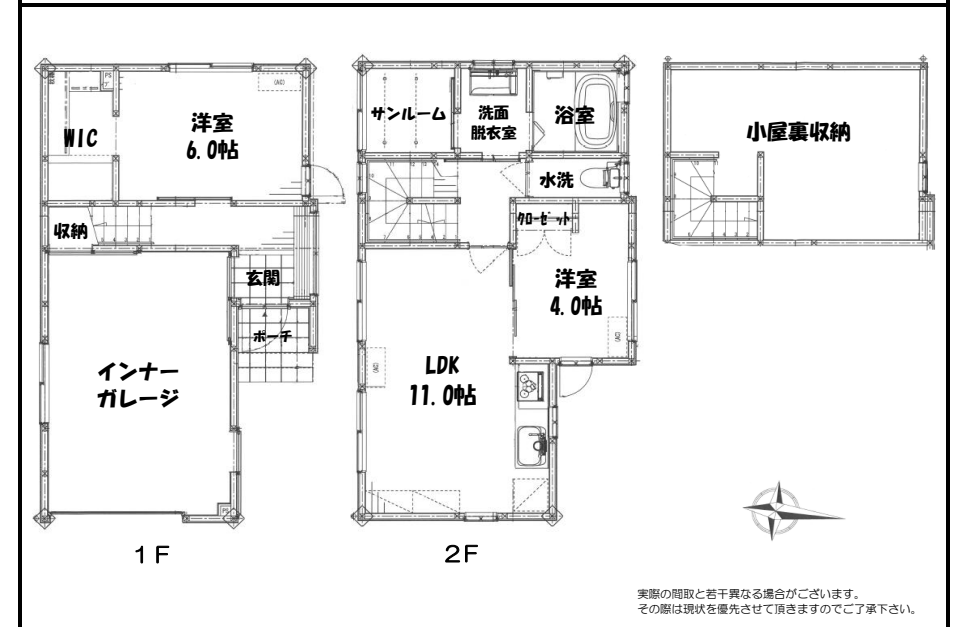 WIC
洋室
6.0帖
(AC)
PS
収納
玄関
ポーチ
インナー
ガレージ
PS
1F
サンルーム
洗面
脱衣室
浴室
水洗
クローゼット
洋室
4.0帖
(AC)
LDK
11.0帖
(AC)
2F
小屋裏収納
実際の間取と若干異なる場合がございます。
その際は現状を優先させて頂きますのでご了承下さい。